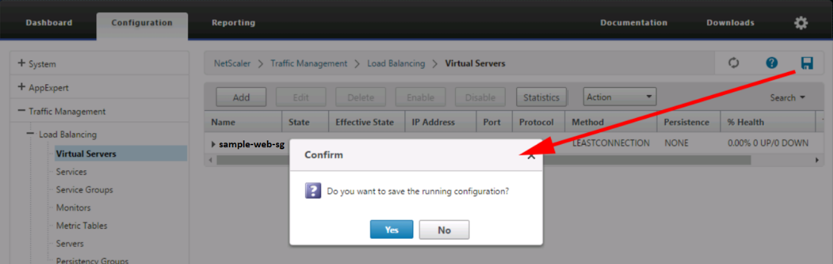 Dashboard Configuration Reporting Documentation Downloads
+ System
+ AppExpert
− Traffic Management
− Load Balancing
Virtual Servers
Services
Service Groups
Monitors
Metric Tables
Servers
Persistency Groups
NetScaler > Traffic Management > Load Balancing > Virtual Servers
Add Edit Delete Enable Disable Statistics Action Search
Name State Effective State IP Address Port Protocol Method Persistence % Health
sample-web-sg LEASTCONNECTION NONE 0.00% 0 UP/0 DOWN
Confirm
Do you want to save the running configuration?
Yes No